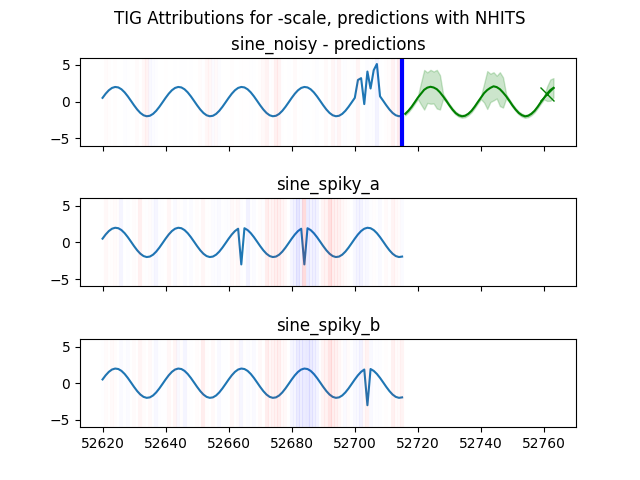 TIG Attributions for -scale, predictions with NHITS
sine_noisy - predictions
5
0
−5
sine_spiky_a
5
0
−5
sine_spiky_b
5
0
−5
52620 52640 52660 52680 52700 52720 52740 52760